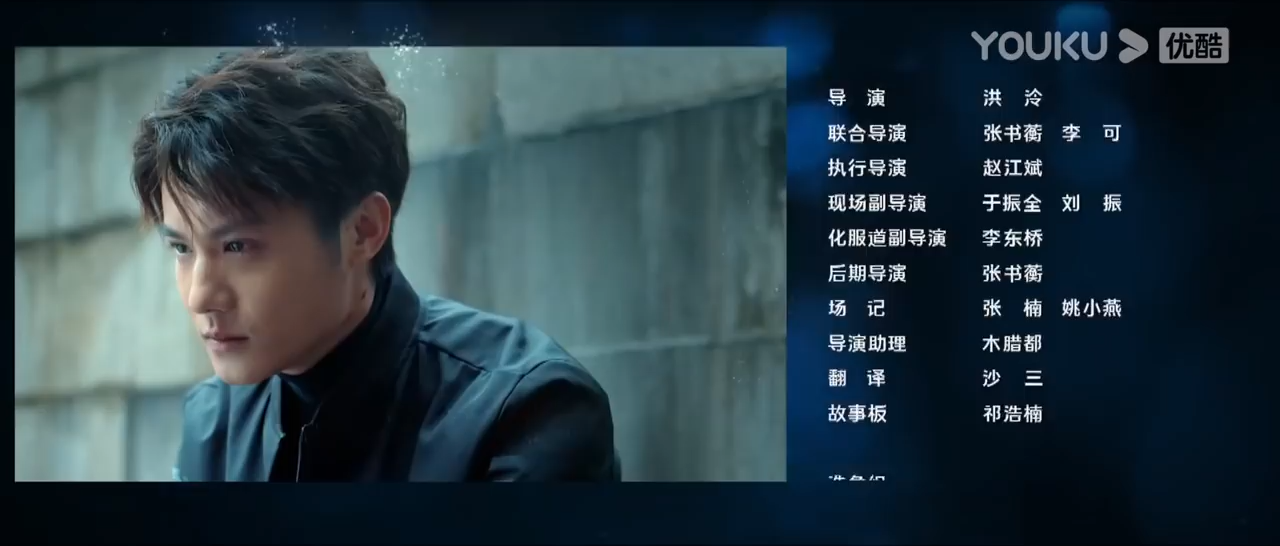 YOUKU 优酷
导 演 洪 泠
联合导演 张书蘅 李 可
执行导演 赵江斌
现场副导演 于振全 刘 振
化服道副导演 李东桥
后期导演 张书蘅
场 记 张 楠 姚小燕
导演助理 木腊都
翻 译 沙 三
故事板 祁浩楠